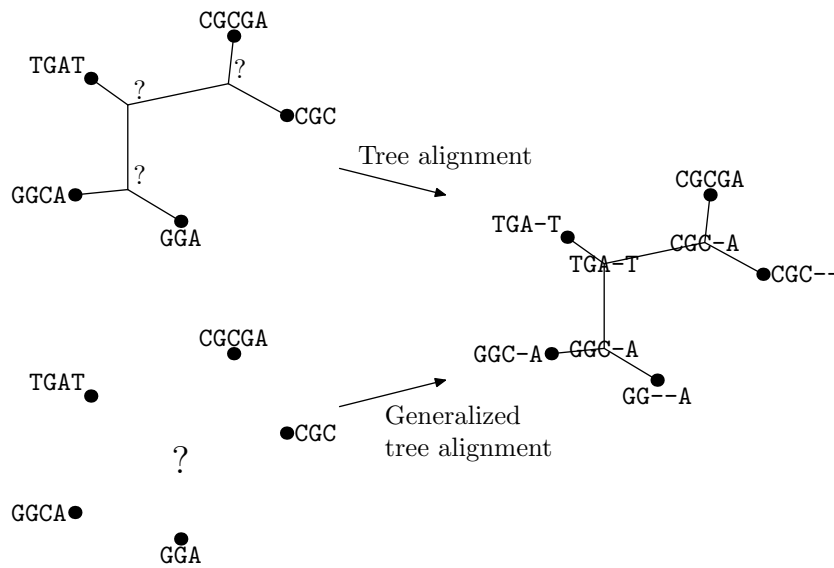 CGCGA
TGAT
?
?
CGC
?
GGCA
GGA
Tree alignment
CGCGA
TGA-T
CGC-A
TGA-T
CGC--
GGC-A
GGC-A
GG--A
CGCGA
TGAT
CGC
?
GGCA
GGA
Generalized
tree alignment